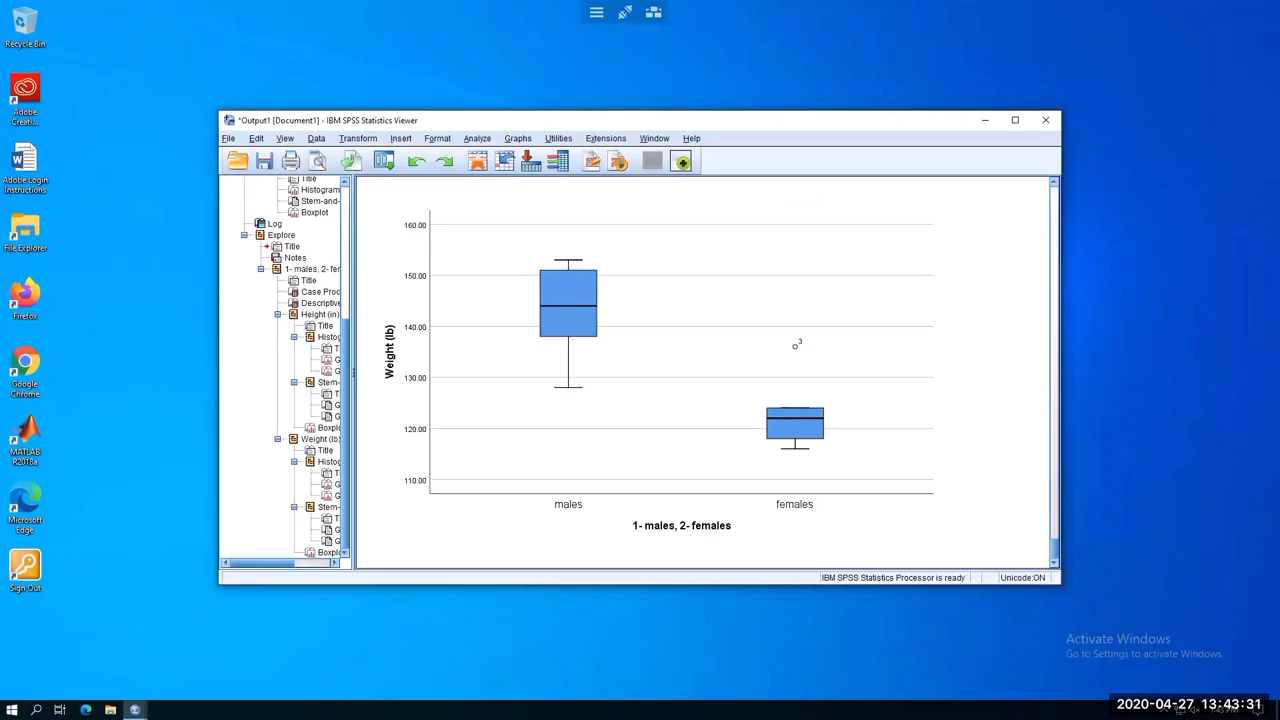 Recycle Bin
Adobe
Creati...
Adobe Login
Instructions
File Explorer
Firefox
Google
Chrome
MATLAB
R2018a
Microsoft
Edge
Sign Out
*Output1 [Document1] - IBM SPSS Statistics Viewer
File Edit View Data Transform Insert Format Analyze Graphs Utilities Extensions Window Help
Title
Histogram
Stem-and-
Boxplot
Log
Explore
Title
Notes
1- males, 2- fer
Title
Case Proc
Descriptive
Height (in)
Title
Histog
T
G
G
Stem-
T
G
G
Boxpl
Weight (lb)
Title
Histog
T
G
G
Stem-
T
G
G
Boxpl
160.00
150.00
140.00
130.00
120.00
110.00
Weight (lb)
3
males females
1- males, 2- females
IBM SPSS Statistics Processor is ready Unicode:ON
Activate Windows
Go to Settings to activate Windows.
2020-04-27 13:43:31